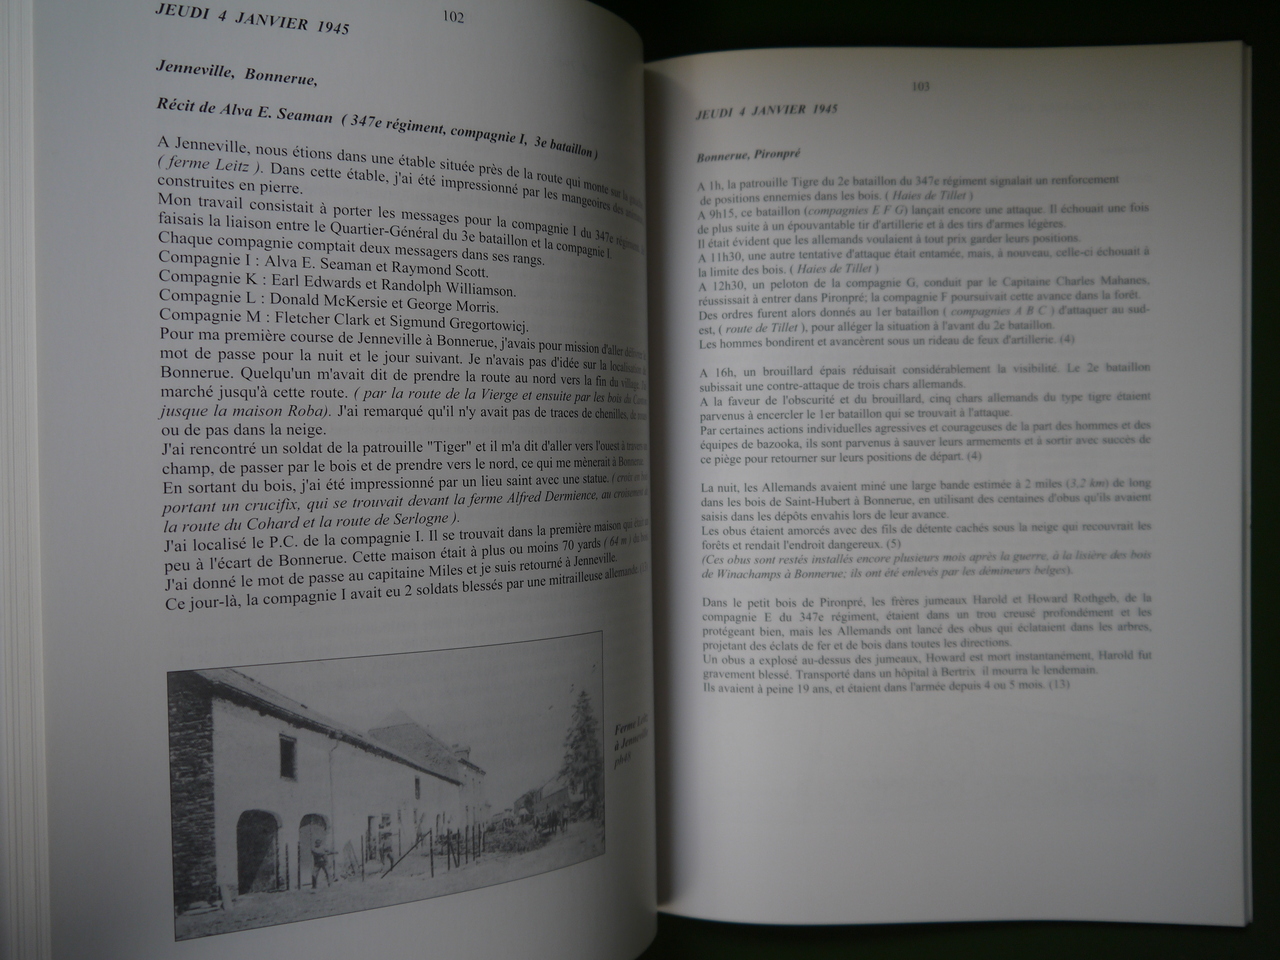 JEUDI 4 JANVIER 1945
102
Jenneville, Bonnerue,
Récit de Alva E. Seaman ( 347e régiment, compagnie I, 3e bataillon)
A Jenneville, nous étions dans une étable située près de la route qui monte sur la
( ferme Leitz ). Dans cette étable, j'ai été impressionné par les mangeoires des
construites en pierre.
Mon travail consistait à porter les messages pour la compagnie I du 347e régiment.
faisais la liaison entre le Quartier-Général du 3e bataillon et la compagnie I.
Chaque compagnie comptait deux messagers dans ses rangs.
Compagnie I : Alva E. Seaman et Raymond Scott.
Compagnie K : Earl Edwards et Randolph Williamson.
Compagnie L : Donald McKersie et George Morris.
Compagnie M : Fletcher Clark et Sigmund Gregortowicj.
Pour ma première course de Jenneville à Bonnerue, j'avais pour mission d'aller
mot de passe pour la nuit et le jour suivant. Je n'avais pas d'idée sur la localisation de
Bonnerue. Quelqu'un m'avait dit de prendre la route au nord vers la fin du village.
marché jusqu'à cette route. ( par la route de la Vierge et ensuite par les bois du
jusque la maison Roba). J'ai remarqué qu'il n'y avait pas de traces de chenilles, de
ou de pas dans la neige.
J'ai rencontré un soldat de la patrouille "Tiger" et il m'a dit d'aller vers l'ouest à travers
champ, de passer par le bois et de prendre vers le nord, ce qui me mènerait à Bonnerue.
En sortant du bois, j'ai été impressionné par un lieu saint avec une statue. ( croix
portant un crucifix, qui se trouvait devant la ferme Alfred Dermience, au croisement
la route du Cohard et la route de Serlogne ).
J'ai localisé le P.C. de la compagnie I. Il se trouvait dans la première maison qui
peu à l'écart de Bonnerue. Cette maison était à plus ou moins 70 yards ( 64 m ) du bois.
J'ai donné le mot de passe au capitaine Miles et je suis retourné à Jenneville.
Ce jour-là, la compagnie I avait eu 2 soldats blessés par une mitrailleuse allemande.
Ferme Leitz
à Jenneville
103
JEUDI 4 JANVIER 1945
Bonnerue, Pironpré
A 1h, la patrouille Tigre du 2e bataillon du 347e régiment signalait un renforcement
de positions ennemies dans les bois. ( Haies de Tillet )
A 9h15, ce bataillon (compagnies E F G) lançait encore une attaque. Il échouait une fois
de plus suite à un épouvantable tir d'artillerie et à des tirs d'armes légères.
Il était évident que les allemands voulaient à tout prix garder leurs positions.
A 11h30, une autre tentative d'attaque était entamée, mais, à nouveau, celle-ci échouait à
la limite des bois. ( Haies de Tillet )
A 12h30, un peloton de la compagnie G, conduit par le Capitaine Charles Mahanes,
réussissait à entrer dans Pironpré; la compagnie F poursuivait cette avance dans la forêt.
Des ordres furent alors donnés au 1er bataillon ( compagnies A B C ) d'attaquer au sud-
est, ( route de Tillet ), pour alléger la situation à l'avant du 2e bataillon.
Les hommes bondirent et avancèrent sous un rideau de feux d'artillerie. (4)
A 16h, un brouillard épais réduisait considérablement la visibilité. Le 2e bataillon
subissait une contre-attaque de trois chars allemands.
A la faveur de l'obscurité et du brouillard, cinq chars allemands du type tigre étaient
parvenus à encercler le 1er bataillon qui se trouvait à l'attaque.
Par certaines actions individuelles agressives et courageuses de la part des hommes et des
équipes de bazooka, ils sont parvenus à sauver leurs armements et à sortir avec succès de
ce piège pour retourner sur leurs positions de départ. (4)
La nuit, les Allemands avaient miné une large bande estimée à 2 miles (3,2 km) de long
dans les bois de Saint-Hubert à Bonnerue, en utilisant des centaines d'obus qu'ils avaient
saisis dans les dépôts envahis lors de leur avance.
Les obus étaient amorcés avec des fils de détente cachés sous la neige qui recouvrait les
forêts et rendait l'endroit dangereux. (5)
(Ces obus sont restés installés encore plusieurs mois après la guerre, à la lisière des bois
de Winachamps à Bonnerue; ils ont été enlevés par les démineurs belges).
Dans le petit bois de Pironpré, les frères jumeaux Harold et Howard Rothgeb, de la
compagnie E du 347e régiment, étaient dans un trou creusé profondément et les
protégeant bien, mais les Allemands ont lancé des obus qui éclataient dans les arbres,
projetant des éclats de fer et de bois dans toutes les directions.
Un obus a explosé au-dessus des jumeaux, Howard est mort instantanément, Harold fut
gravement blessé. Transporté dans un hôpital à Bertrix il mourra le lendemain.
Ils avaient à peine 19 ans, et étaient dans l'armée depuis 4 ou 5 mois. (13)